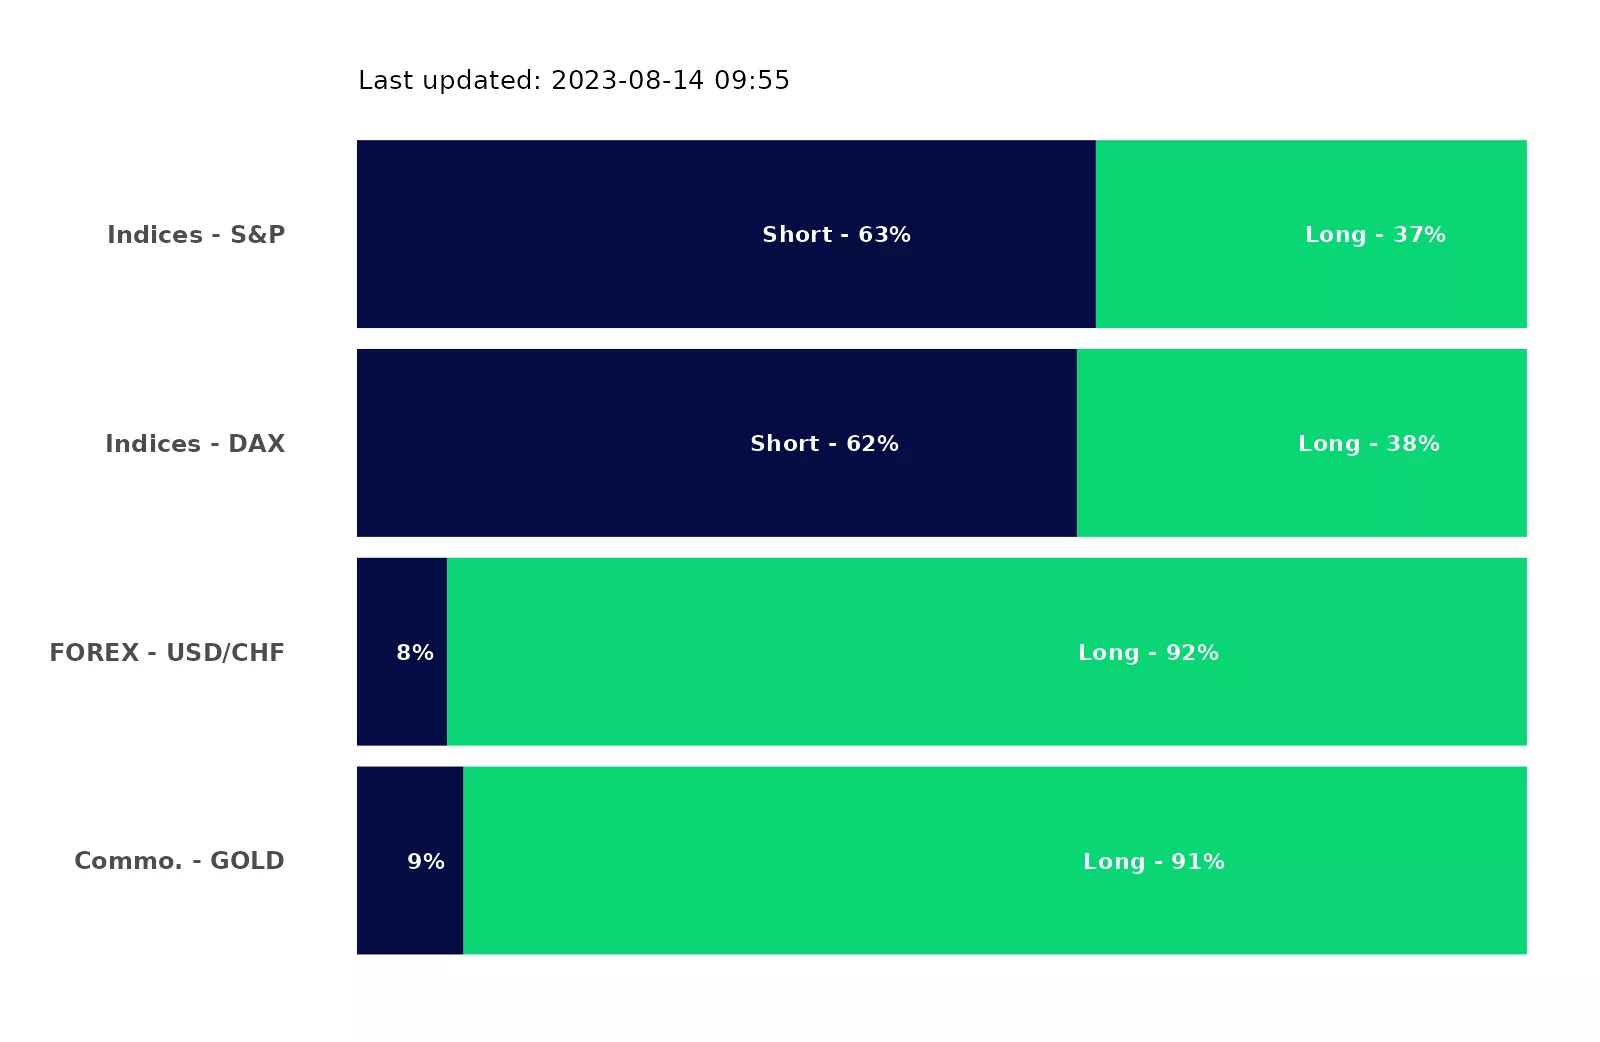 Last updated: 2023-08-14 09:55
Indices - S&P
Short - 63%
Long - 37%
Indices - DAX
Short - 62%
Long - 38%
FOREX - USD/CHF
8%
Long - 92%
Commo. - GOLD
9%
Long - 91%